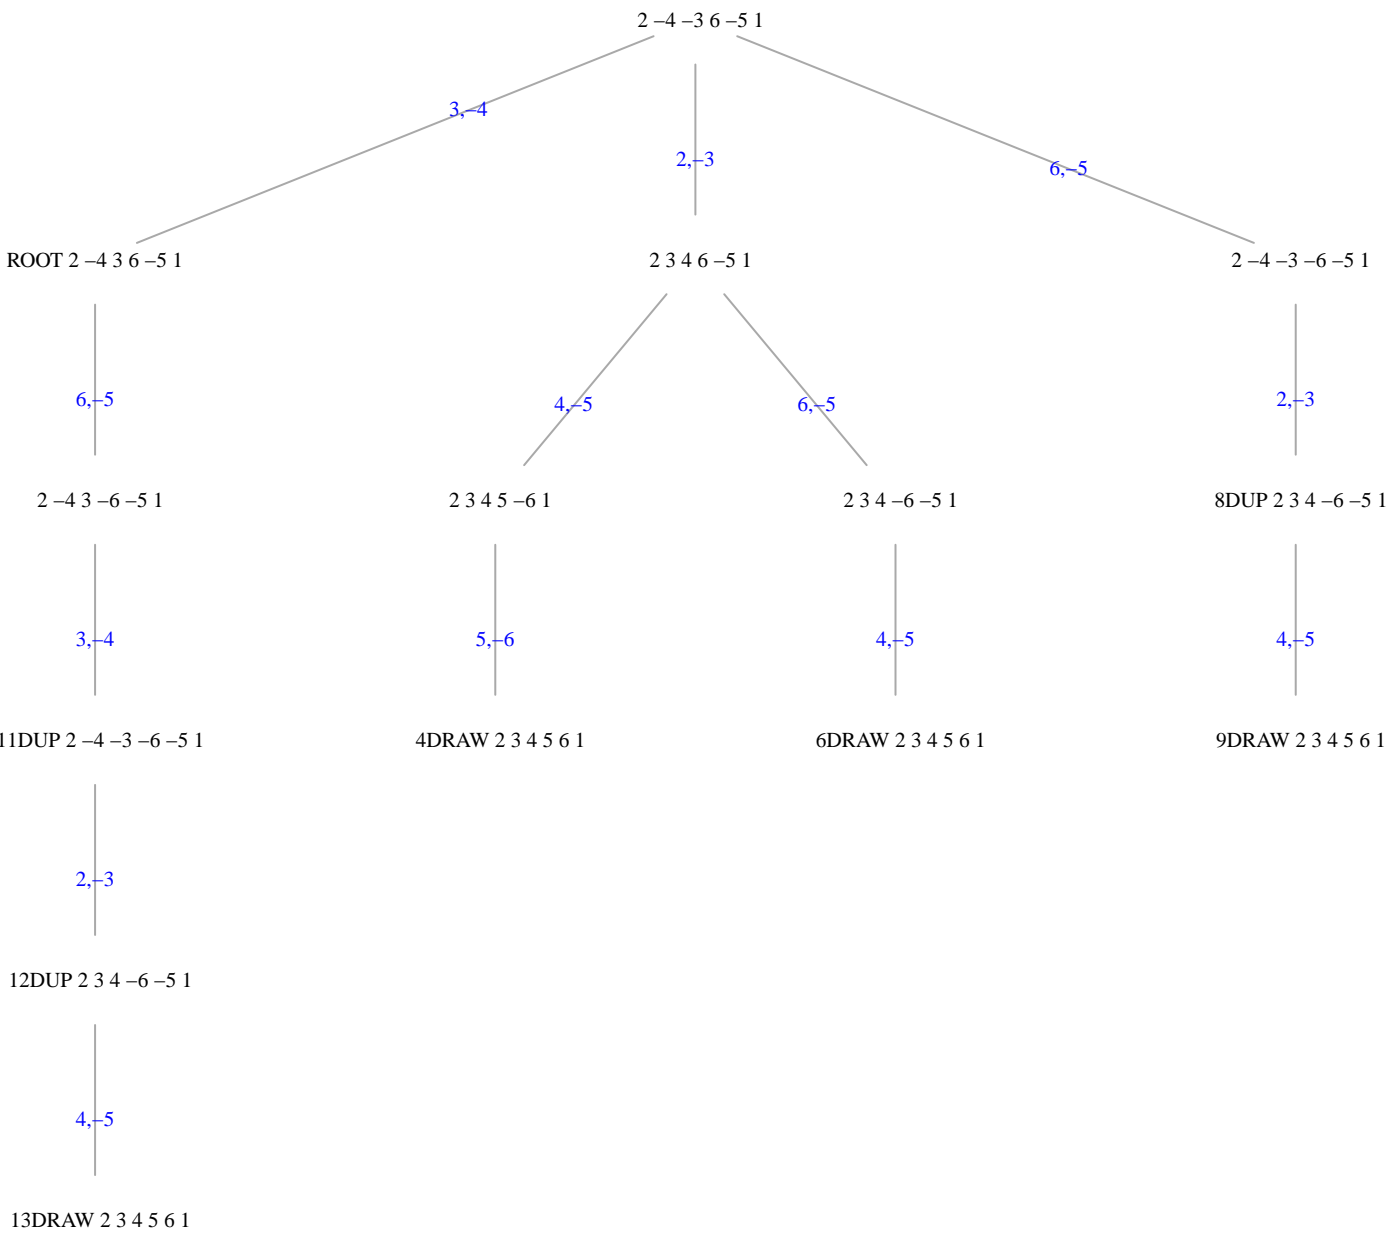 2 –4 –3 6 –5 1
3,–4
2,–3
6,–5
ROOT 2 –4 3 6 –5 1
2 3 4 6 –5 1
2 –4 –3 –6 –5 1
6,–5
4,–5
6,–5
2,–3
2 –4 3 –6 –5 1
2 3 4 5 –6 1
2 3 4 –6 –5 1
8DUP 2 3 4 –6 –5 1
3,–4
5,–6
4,–5
4,–5
11DUP 2 –4 –3 –6 –5 1
4DRAW 2 3 4 5 6 1
6DRAW 2 3 4 5 6 1
9DRAW 2 3 4 5 6 1
2,–3
12DUP 2 3 4 –6 –5 1
4,–5
13DRAW 2 3 4 5 6 1